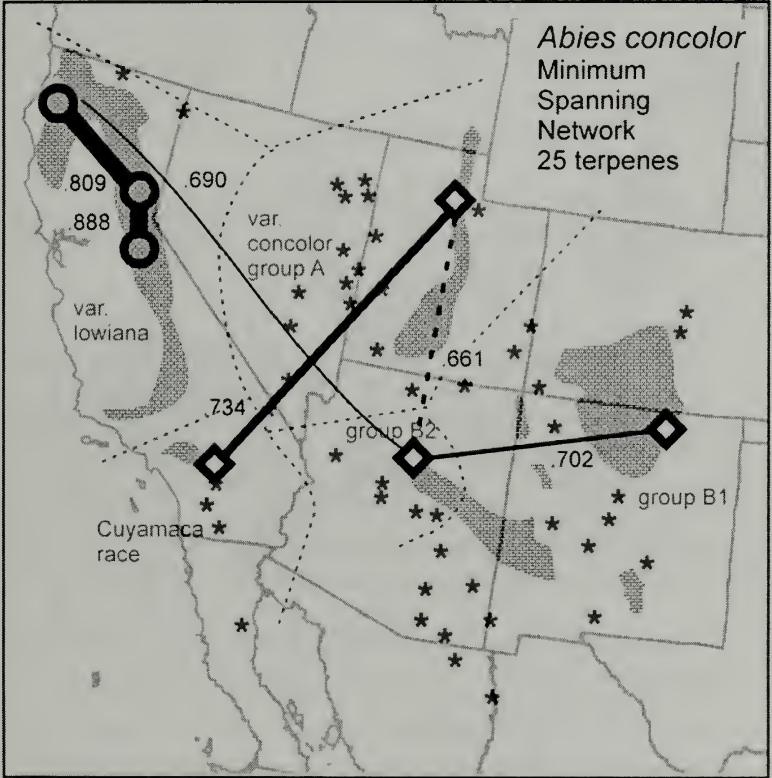 Abies concolor
Minimum
Spanning
Network
25 terpenes
.809
.690
.888
var.
concolor
group A
var.
lowiana
.661
.734
group B2
.702
group B1
Cuyamaca
race